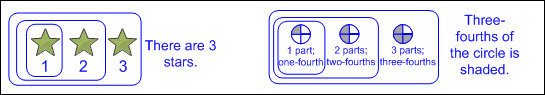 1 2 3
There are 3
stars.
1 part;
one-fourth
2 parts;
two-fourths
3 parts;
three-fourths
Three-
fourths of
the circle is
shaded.